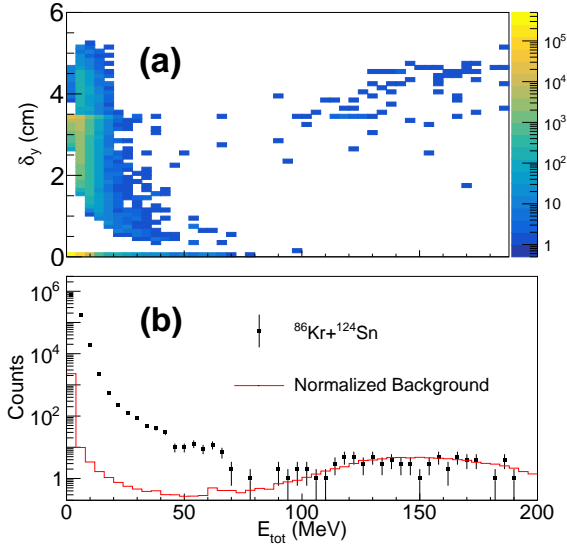 (a)
6
4
2
0
δy (cm)
10^5
10^4
10^3
10^2
10
1
(b)
10^6
10^4
10^2
1
Counts
^86Kr+^124Sn
Normalized Background
0 50 100 150 200
E_tot (MeV)